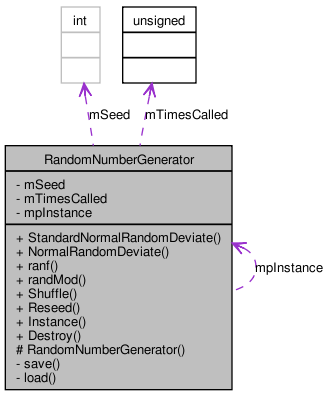 int
unsigned
mSeed
mTimesCalled
RandomNumberGenerator
- mSeed
- mTimesCalled
- mpInstance
+ StandardNormalRandomDeviate()
+ NormalRandomDeviate()
+ ranf()
+ randMod()
+ Shuffle()
+ Reseed()
+ Instance()
+ Destroy()
# RandomNumberGenerator()
- save()
- load()
mpInstance